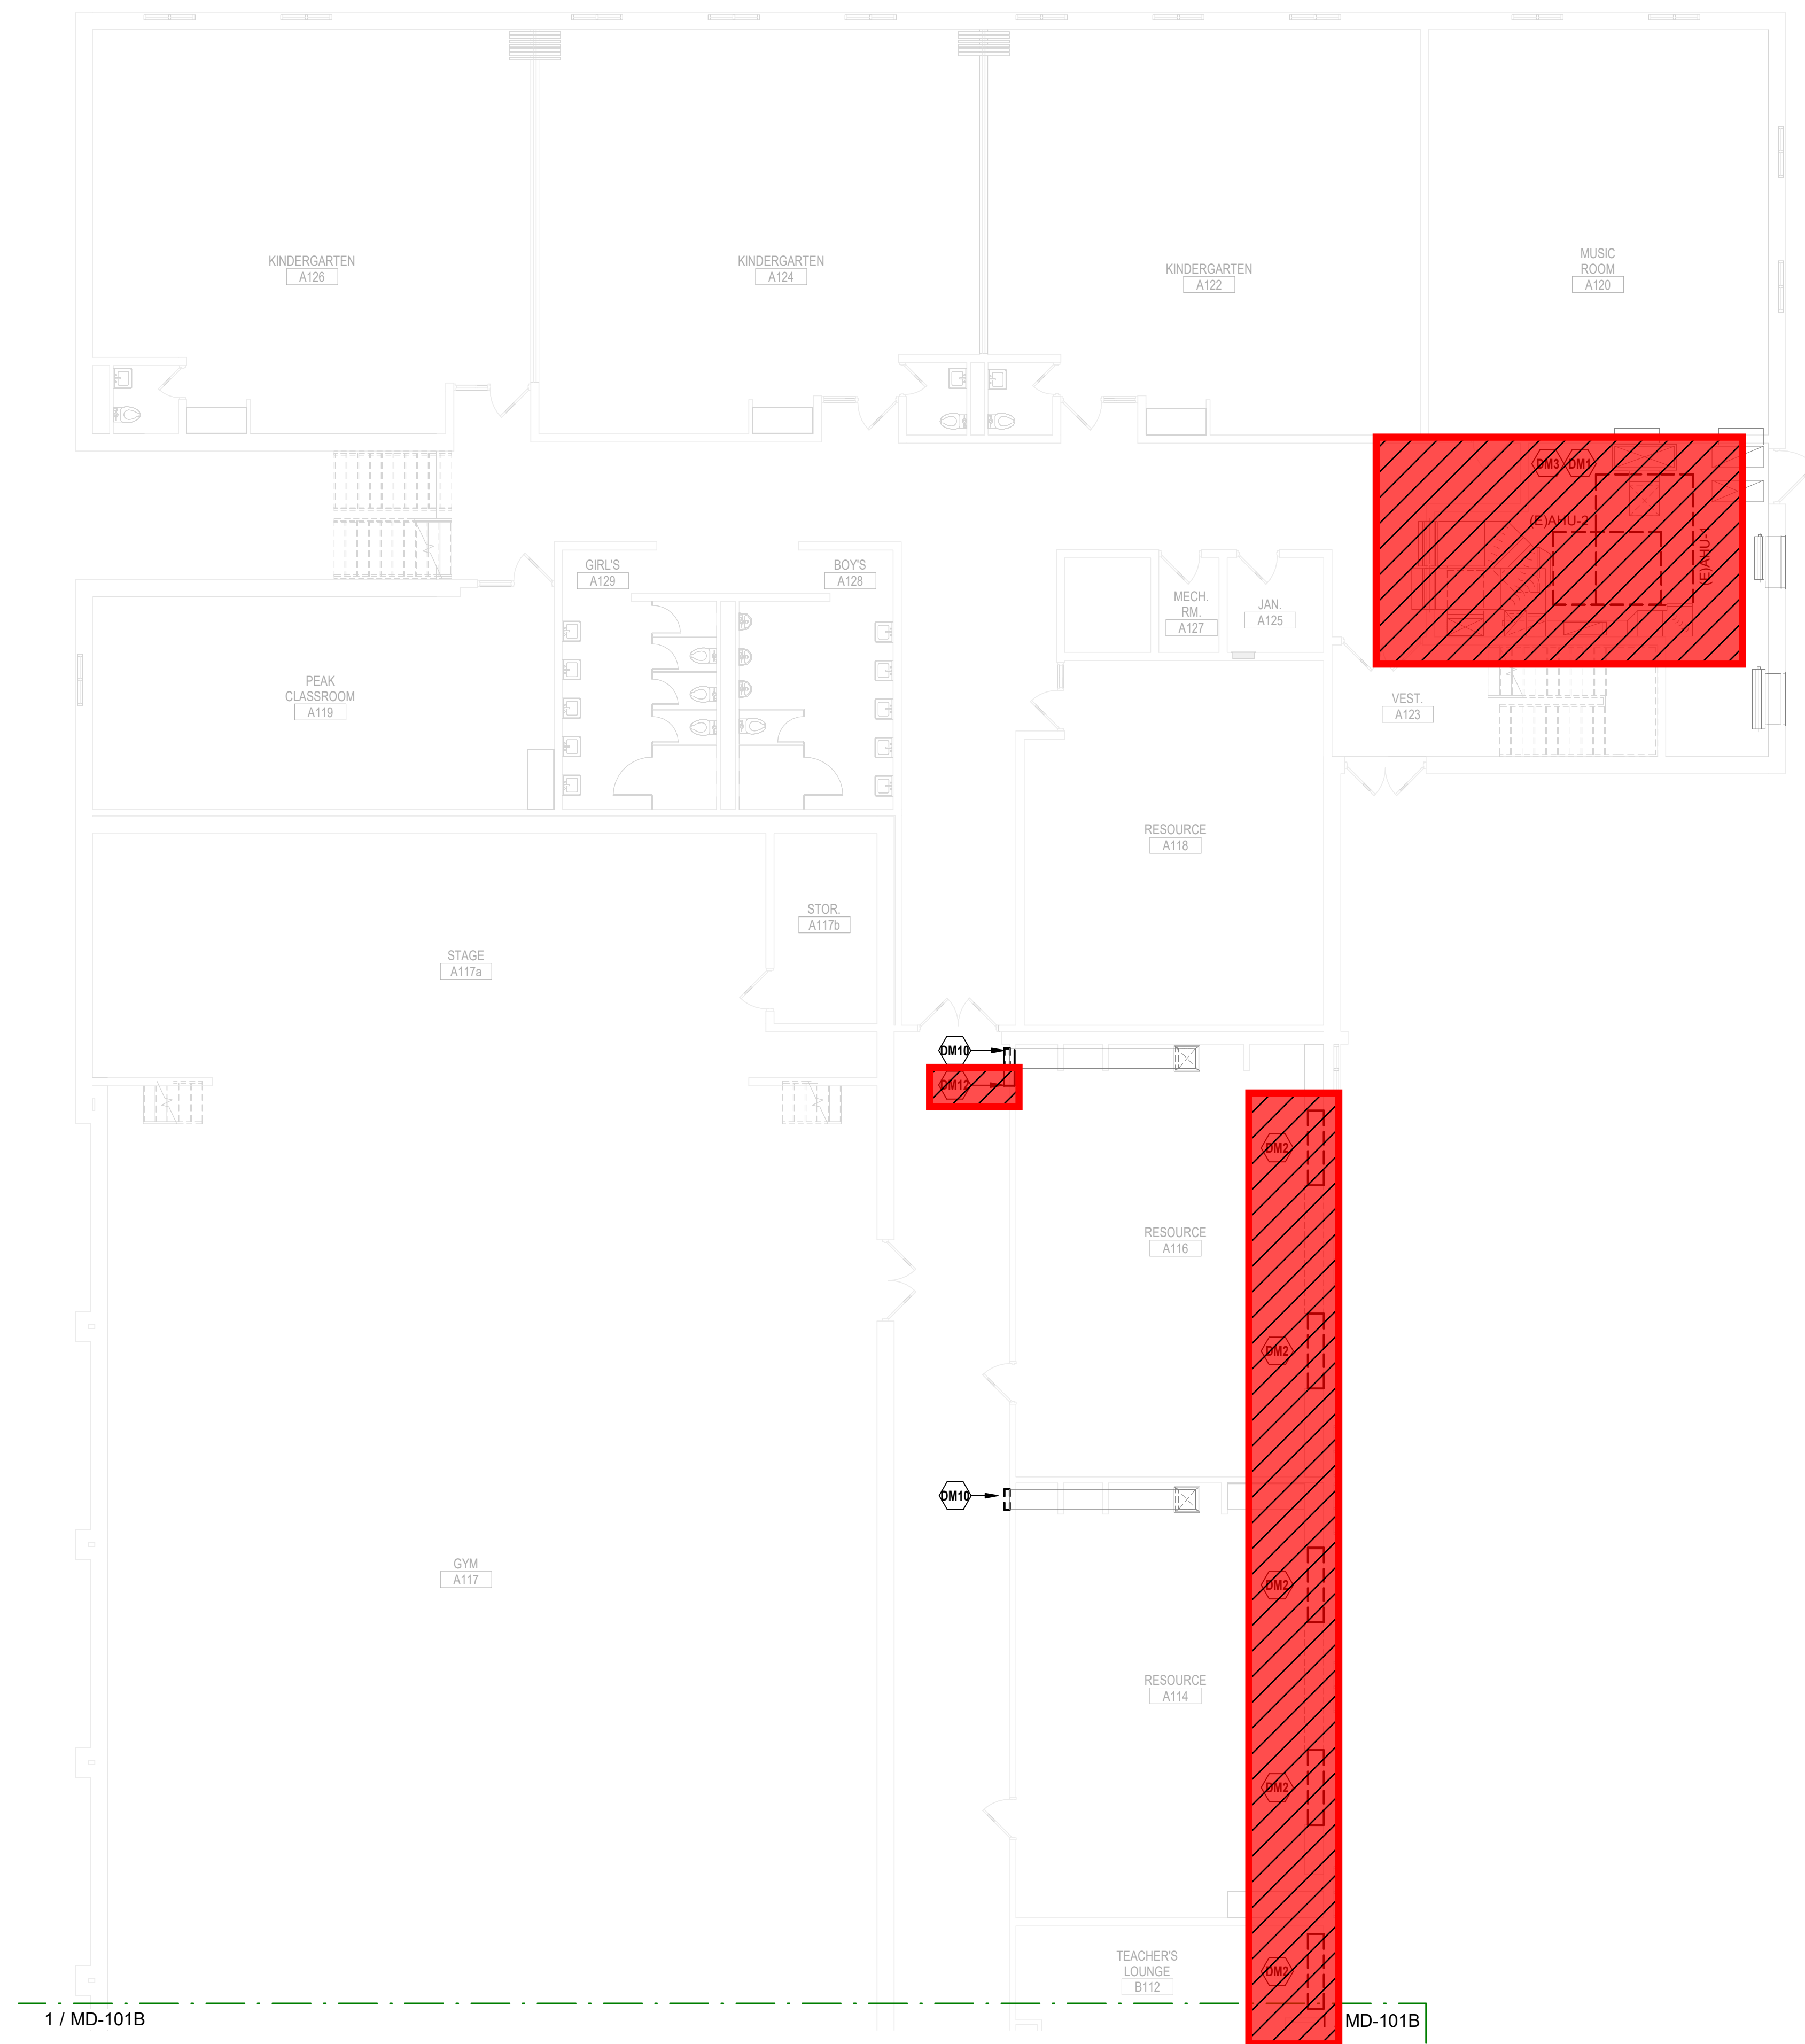 KINDERGARTEN
A126
KINDERGARTEN
A124
KINDERGARTEN
A122
MUSIC
ROOM
A120
DM3
DM1
(E)AHU-2
(E)AHU-1
GIRL'S
A129
BOY'S
A128
MECH.
RM.
A127
JAN.
A125
PEAK
CLASSROOM
A119
VEST.
A123
RESOURCE
A118
STOR.
A117b
STAGE
A117a
DM10
DM12
DM2
RESOURCE
A116
DM2
DM10
GYM
A117
DM2
RESOURCE
A114
DM2
TEACHER'S
LOUNGE
B112
DM2
1 / MD-101B
MD-101B